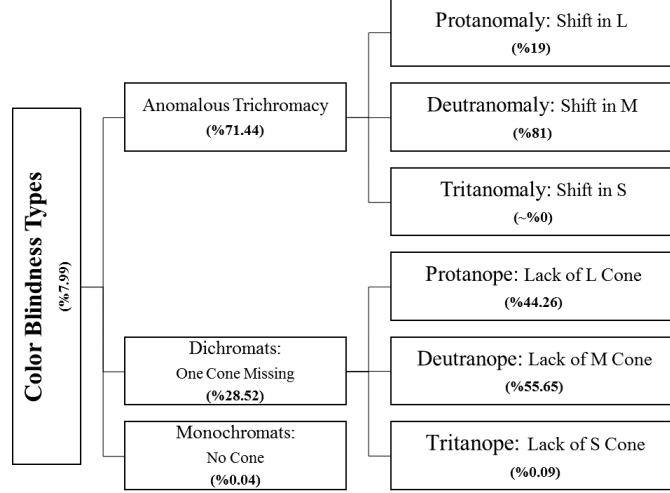 Color Blindness Types
(%7.99)
Anomalous Trichromacy
(%71.44)
Protanomaly: Shift in L
(%19)
Deutranomaly: Shift in M
(%81)
Tritanomaly: Shift in S
(~%0)
Dichromats:
One Cone Missing
(%28.52)
Protanope: Lack of L Cone
(%44.26)
Deutranope: Lack of M Cone
(%55.65)
Tritanope: Lack of S Cone
(%0.09)
Monochromats:
No Cone
(%0.04)